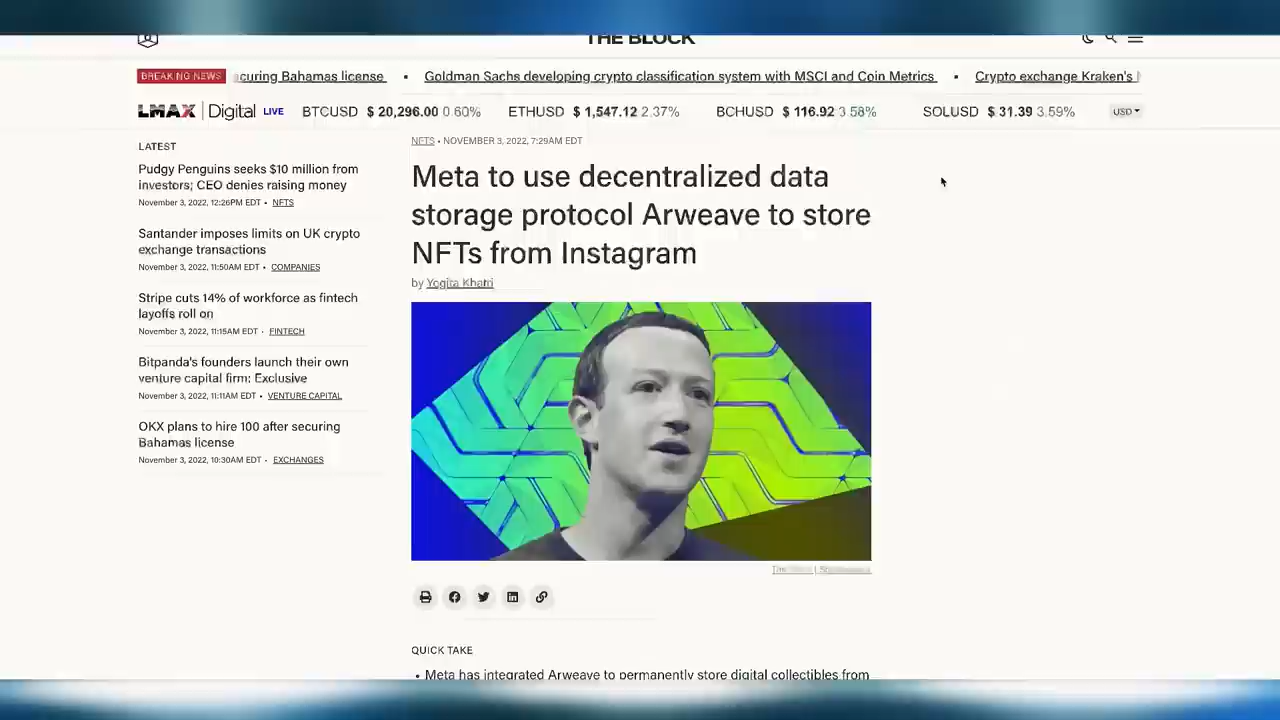 THE BLOCK
BREAKING NEWS
curing Bahamas license • Goldman Sachs developing crypto classification system with MSCI and Coin Metrics • Crypto exchange Kraken's
LMAX Digital LIVE BTCUSD $ 20,296.00 0.60% ETHUSD $ 1,547.12 2.37% BCHUSD $ 116.92 3.58% SOLUSD $ 31.39 3.59% USD
LATEST
Pudgy Penguins seeks $10 million from
investors; CEO denies raising money
November 3, 2022, 12:26PM EDT • NFTS
Santander imposes limits on UK crypto
exchange transactions
November 3, 2022, 11:50AM EDT • COMPANIES
Stripe cuts 14% of workforce as fintech
layoffs roll on
November 3, 2022, 11:15AM EDT • FINTECH
Bitpanda's founders launch their own
venture capital firm: Exclusive
November 3, 2022, 11:11AM EDT • VENTURE CAPITAL
OKX plans to hire 100 after securing
Bahamas license
November 3, 2022, 10:30AM EDT • EXCHANGES
NFTS • NOVEMBER 3, 2022, 7:29AM EDT
Meta to use decentralized data
storage protocol Arweave to store
NFTs from Instagram
by Yogita Khatri
QUICK TAKE
• Meta has integrated Arweave to permanently store digital collectibles from